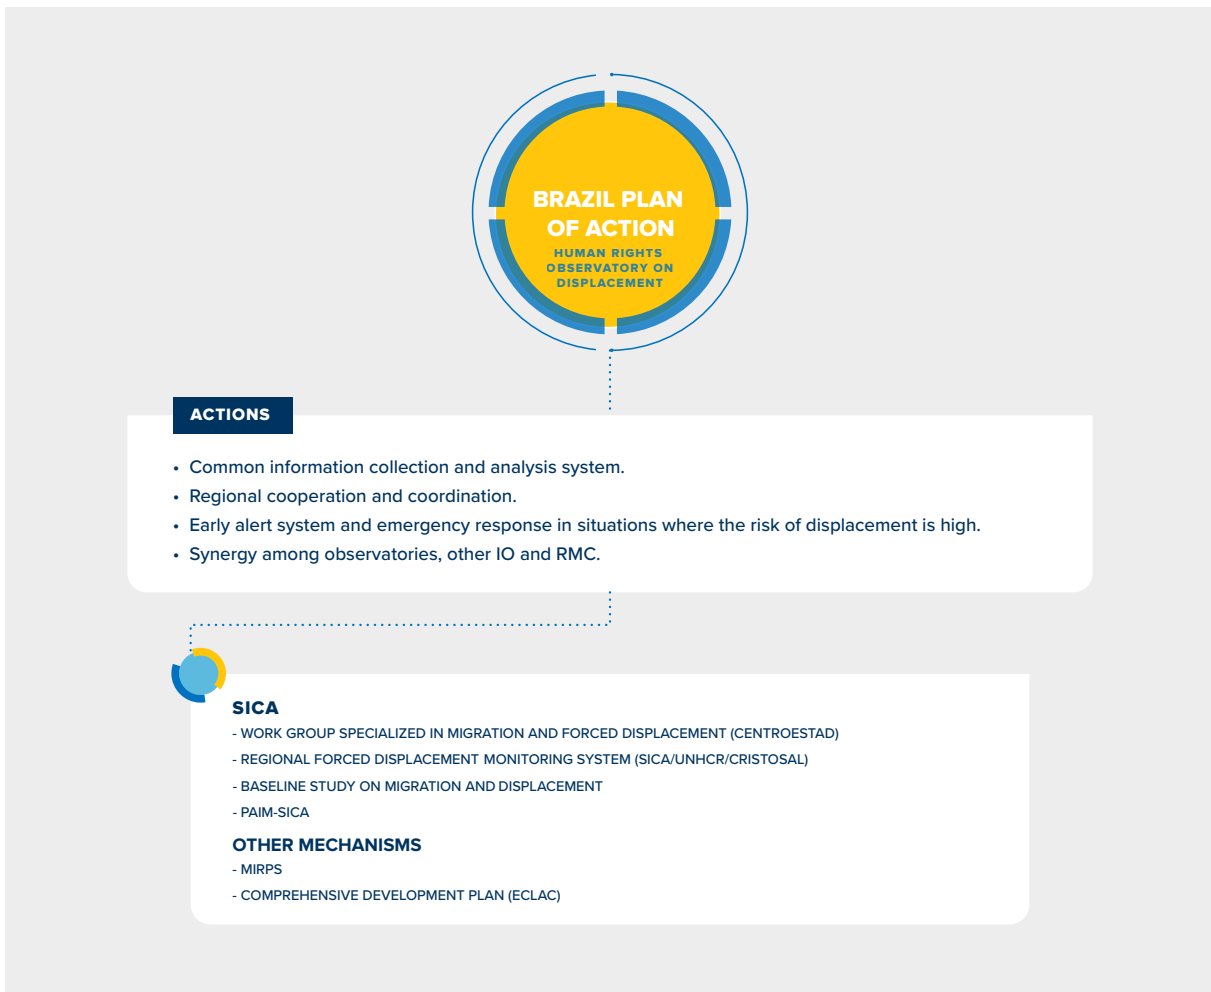 BRAZIL PLAN
OF ACTION
HUMAN RIGHTS
OBSERVATORY ON
DISPLACEMENT
ACTIONS
• Common information collection and analysis system.
• Regional cooperation and coordination.
• Early alert system and emergency response in situations where the risk of displacement is high.
• Synergy among observatories, other IO and RMC.
SICA
- WORK GROUP SPECIALIZED IN MIGRATION AND FORCED DISPLACEMENT (CENTROESTAD)
- REGIONAL FORCED DISPLACEMENT MONITORING SYSTEM (SICA/UNHCR/CRISTOSAL)
- BASELINE STUDY ON MIGRATION AND DISPLACEMENT
- PAIM-SICA
OTHER MECHANISMS
- MIRPS
- COMPREHENSIVE DEVELOPMENT PLAN (ECLAC)